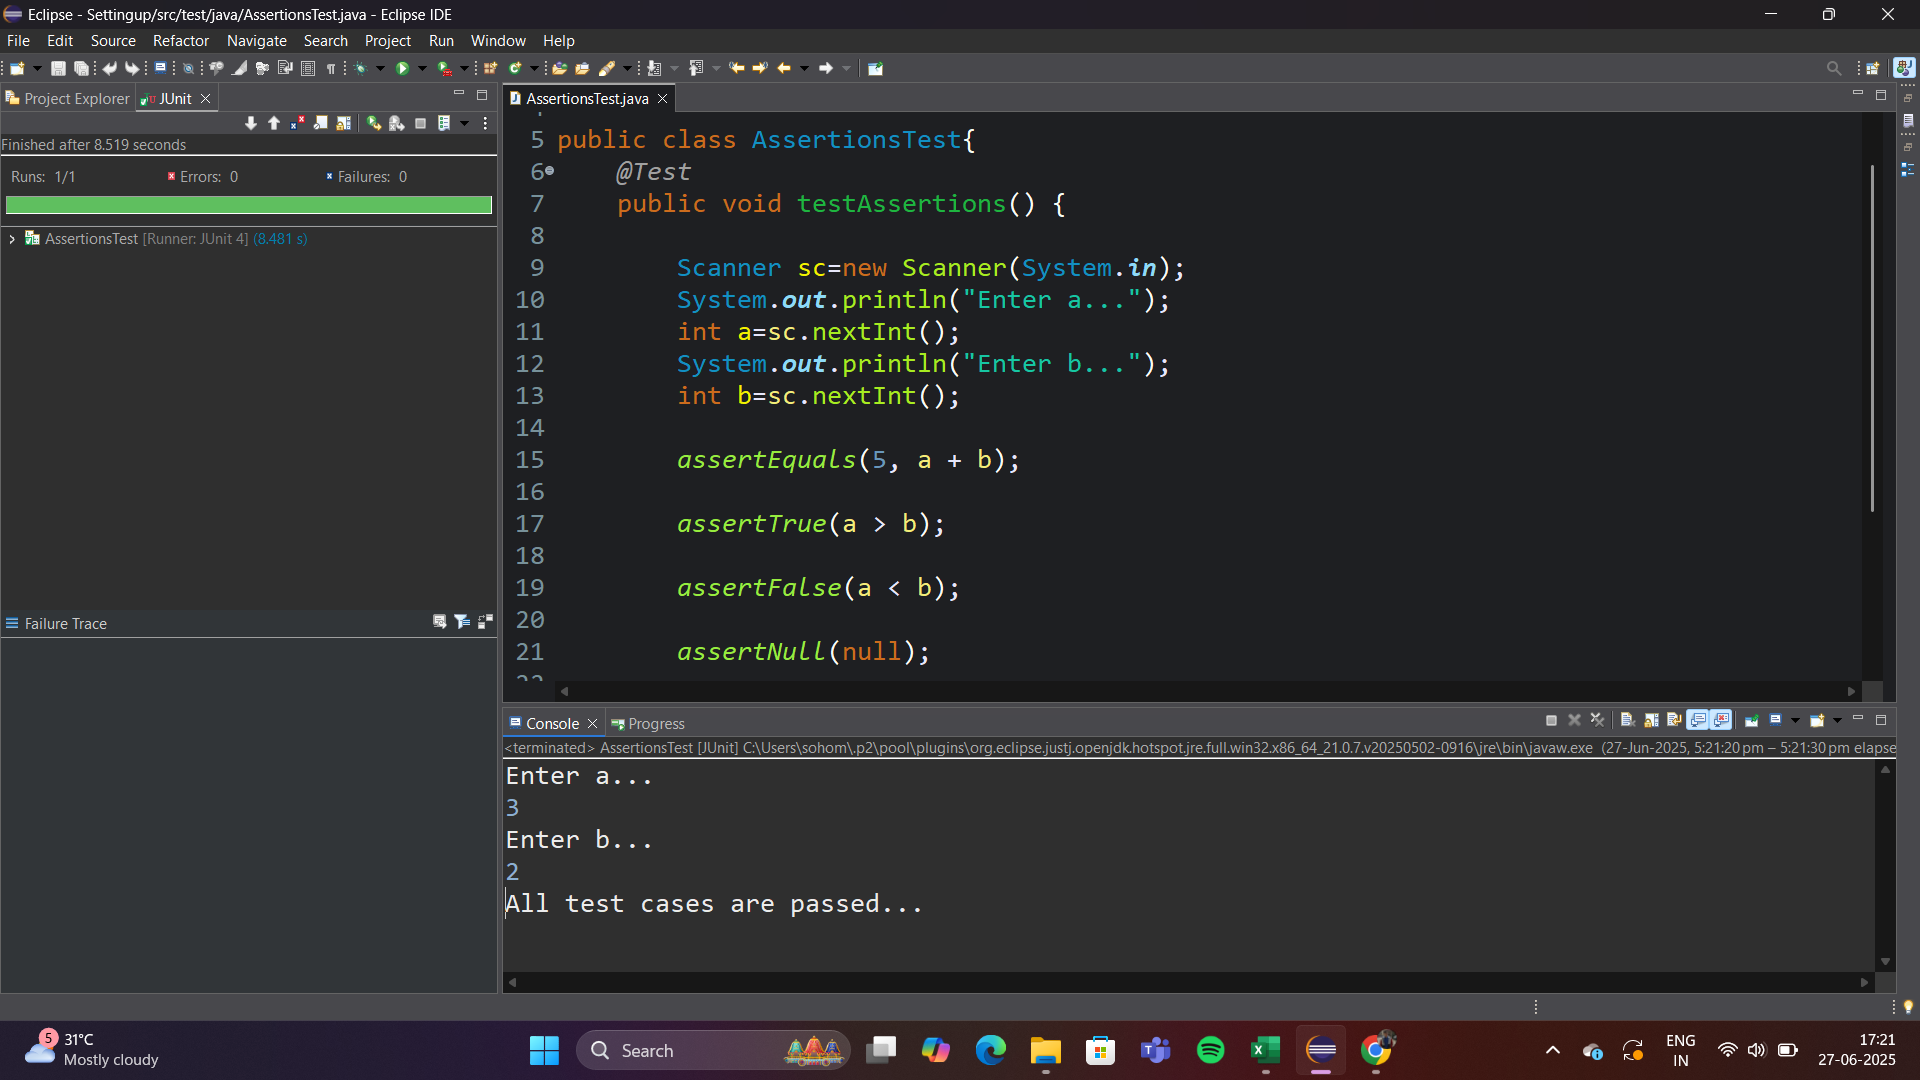 Eclipse - Settingup/src/test/java/AssertionsTest.java - Eclipse IDE
File Edit Source Refactor Navigate Search Project Run Window Help
Project Explorer JUnit
Finished after 8.519 seconds
Runs: 1/1 Errors: 0 Failures: 0
AssertionsTest [Runner: JUnit 4] (8.481 s)
Failure Trace
AssertionsTest.java
5 public class AssertionsTest{
6 @Test
7 public void testAssertions() {
8
9 Scanner sc=new Scanner(System.in);
10 System.out.println("Enter a...");
11 int a=sc.nextInt();
12 System.out.println("Enter b...");
13 int b=sc.nextInt();
14
15 assertEquals(5, a + b);
16
17 assertTrue(a > b);
18
19 assertFalse(a < b);
20
21 assertNull(null);
Console Progress
<terminated> AssertionsTest [JUnit] C:\Users\sohom\.p2\pool\plugins\org.eclipse.justj.openjdk.hotspot.jre.full.win32.x86_64_21.0.7.v20250502-0916\jre\bin\javaw.exe (27-Jun-2025, 5:21:20 pm – 5:21:30 pm elapse
Enter a...
3
Enter b...
2
All test cases are passed...
5
31°C
Mostly cloudy
Search
ENG
IN
17:21
27-06-2025